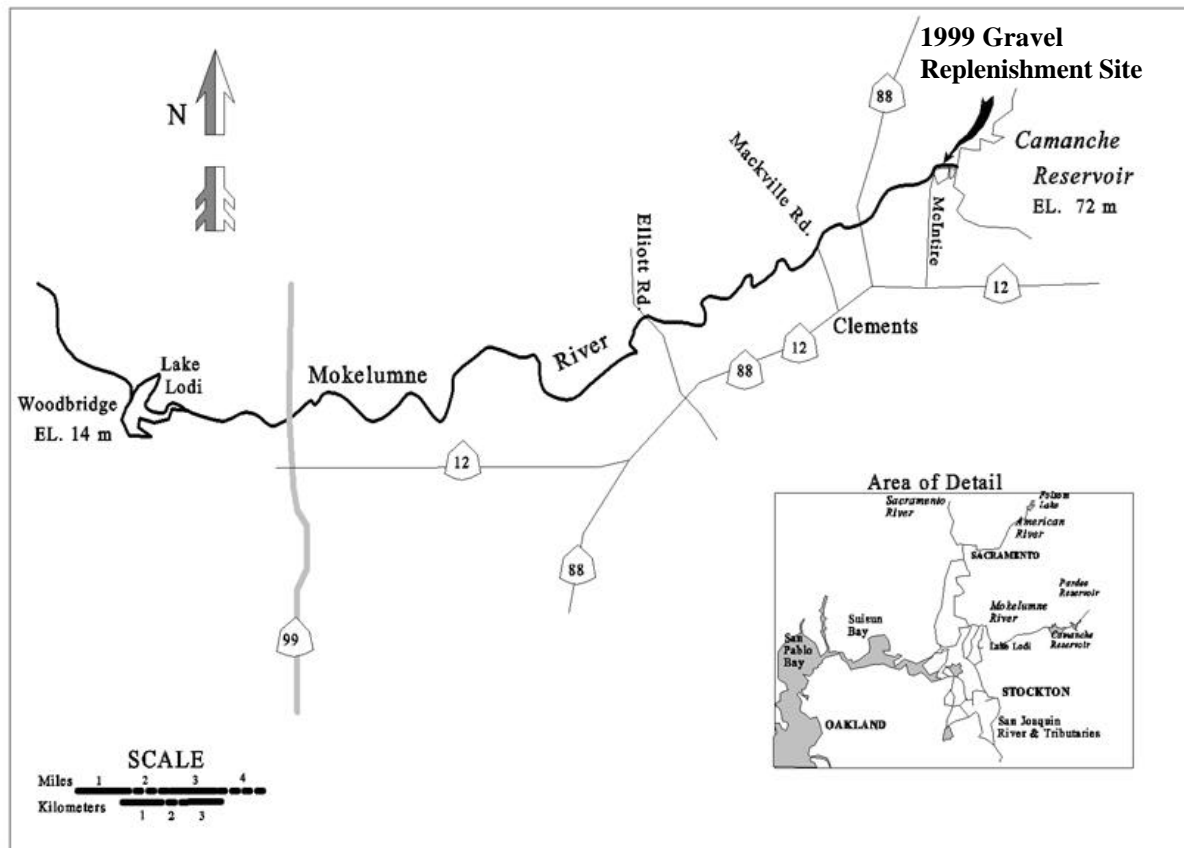 1999 Gravel
Replenishment Site
88
N
Camanche
Reservoir
EL. 72 m
Mackville Rd.
McIntire
Elliott Rd.
12
Clements
12
88
River
Mokelumne
Lake
Lodi
Woodbridge
EL. 14 m
12
88
99
Area of Detail
Sacramento
River
Folsom
Lake
American
River
SACRAMENTO
Pardee
Reservoir
Mokelumne
River
Suisun
Bay
San
Pablo
Bay
Lake Lodi
Camanche
Reservoir
STOCKTON
OAKLAND
San Joaquin
River & Tributaries
SCALE
Miles 1 2 3 4
Kilometers
1 2 3